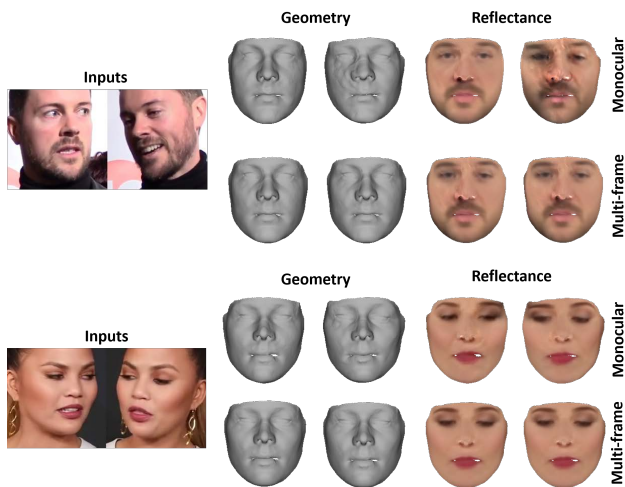 Geometry
Reflectance
Inputs
Monocular
Multi-frame
Geometry
Reflectance
Inputs
Monocular
Multi-frame